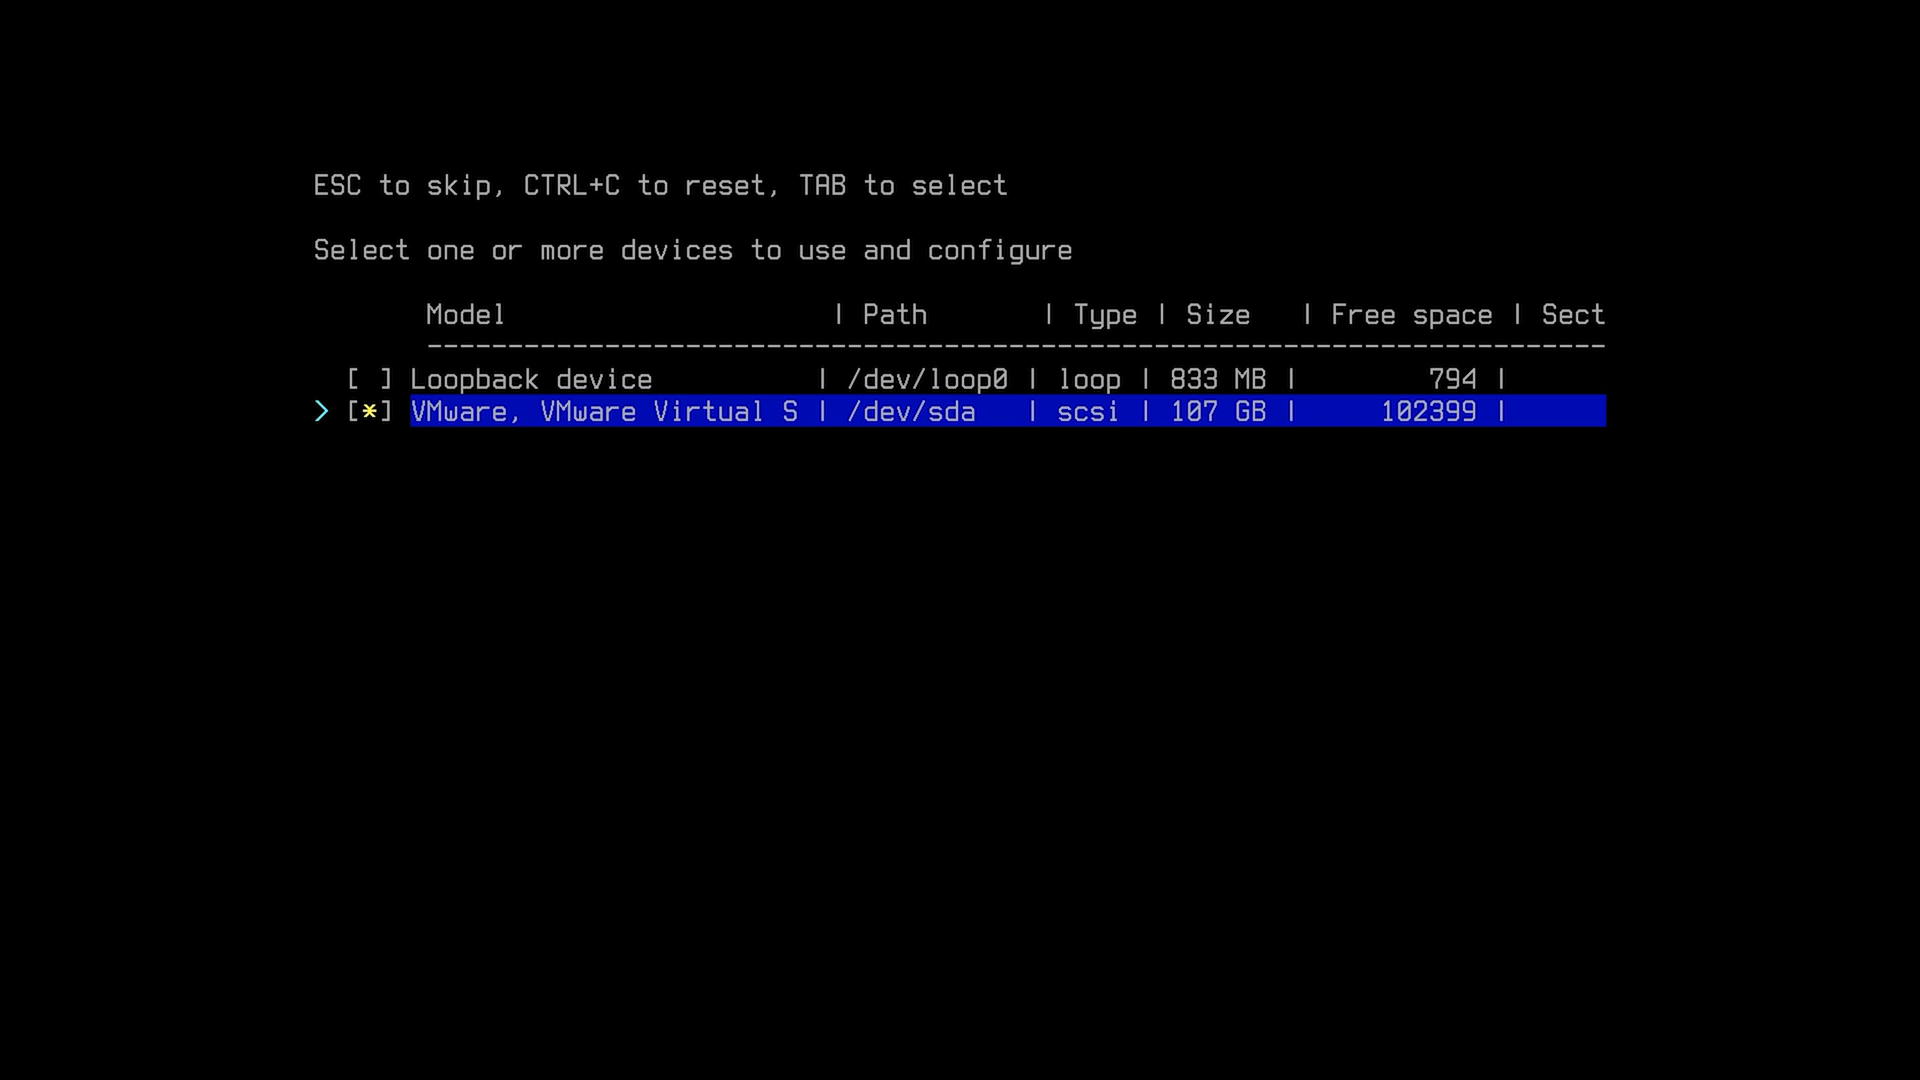 ESC to skip, CTRL+C to reset, TAB to select
Select one or more devices to use and configure
Model | Path | Type | Size | Free space | Sect
--------------------------------------------------------------------------
[ ] Loopback device | /dev/loop0 | loop | 833 MB | 794 |
> [*] VMware, VMware Virtual S | /dev/sda | scsi | 107 GB | 102399 |